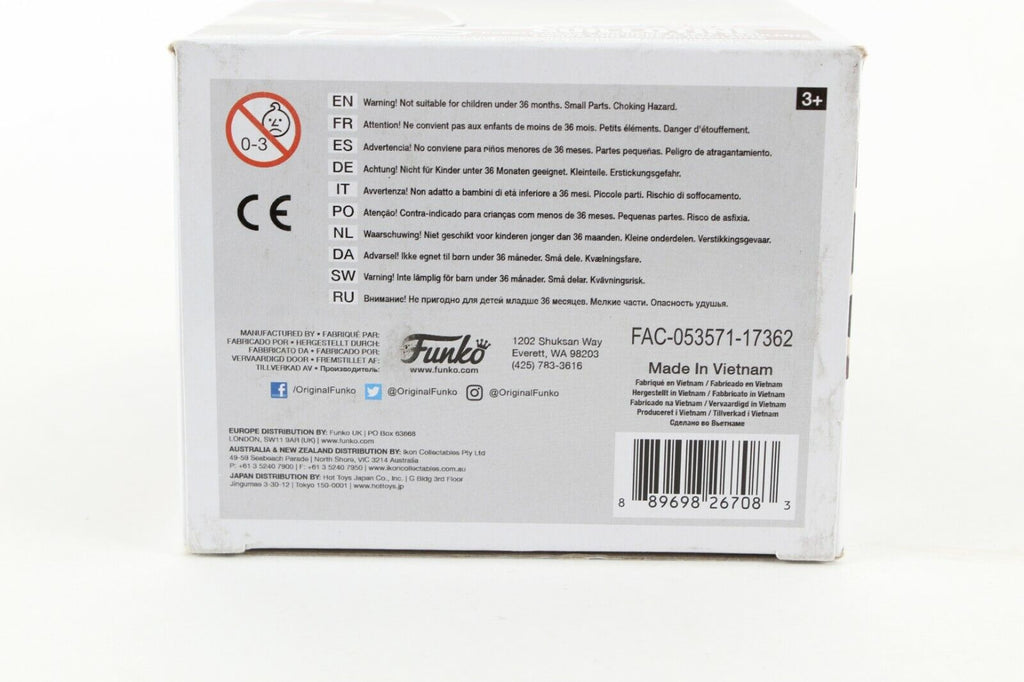 0-3
3+
EN Warning! Not suitable for children under 36 months. Small Parts. Choking Hazard.
FR Attention! Ne convient pas aux enfants de moins de 36 mois. Petits éléments. Danger d'étouffement.
ES Advertencia! No conviene para niños menores de 36 meses. Partes pequeñas. Peligro de atragantamiento.
DE Achtung! Nicht für Kinder unter 36 Monaten geeignet. Kleinteile. Erstickungsgefahr.
IT Avvertenza! Non adatto a bambini di etá inferiore a 36 mesi. Piccole parti. Rischio di soffocamento.
PO Atenção! Contra-indicado para crianças com menos de 36 meses. Pequenas partes. Risco de asfixia.
NL Waarschuwing! Niet geschikt voor kinderen jonger dan 36 maanden. Kleine onderdelen. Verstikkingsgevaar.
DA Advarsel! Ikke egnet til børn under 36 måneder. Små dele. Kvælningsfare.
SW Varning! Inte lämplig för barn under 36 månader. Små delar. Kvävningsrisk.
RU Внимание! Не пригодно для детей младше 36 месяцев. Мелкие части. Опасность удушья.
CE
MANUFACTURED BY • FABRIQUÉ PAR:
FABRICADO POR • HERGESTELLT DURCH:
FABBRICATO DA • FABRICADO POR:
VERVAARDIGD DOOR • FREMSTILLET AF:
TILLVERKAD AV • Производитель:
Funko
www.funko.com
1202 Shuksan Way
Everett, WA 98203
(425) 783-3616
/OriginalFunko @OriginalFunko @OriginalFunko
FAC-053571-17362
Made In Vietnam
Fabriqué en Vietnam / Fabricado en Vietnam
Hergestellt in Vietnam / Fabbricato in Vietnam
Fabricado na Vietnam / Vervaardigd in Vietnam
Produceret i Vietnam / Tillverkad i Vietnam
Сделано во Вьетнаме
EUROPE DISTRIBUTION BY: Funko UK | PO Box 63668
LONDON, SW11 9AR (UK) | www.funko.com
AUSTRALIA & NEW ZEALAND DISTRIBUTION BY: Ikon Collectables Pty Ltd
49-59 Seabeach Parade | North Shore, VIC 3214 Australia
P: +61 3 5240 7900 | F: +61 3 5240 7950 | www.ikoncollectables.com.au
JAPAN DISTRIBUTION BY: Hot Toys Japan Co., Inc. | G Bldg 3rd Floor
Jingumae 3-30-12 | Tokyo 150-0001 | www.hottoys.jp
8 89698 26708 3